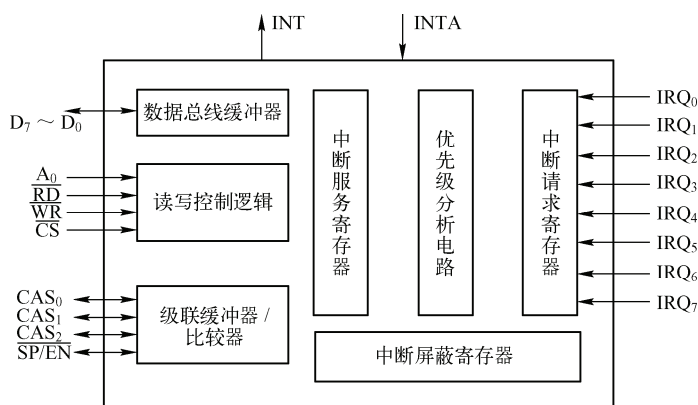 INT
INTA
D₇～D₀
数据总线缓冲器
A₀
RD
WR
CS
读写控制逻辑
CAS₀
CAS₁
CAS₂
SP/EN
级联缓冲器/
比较器
中断服务寄存器
优先级分析电路
中断请求寄存器
中断屏蔽寄存器
IRQ₀
IRQ₁
IRQ₂
IRQ₃
IRQ₄
IRQ₅
IRQ₆
IRQ₇